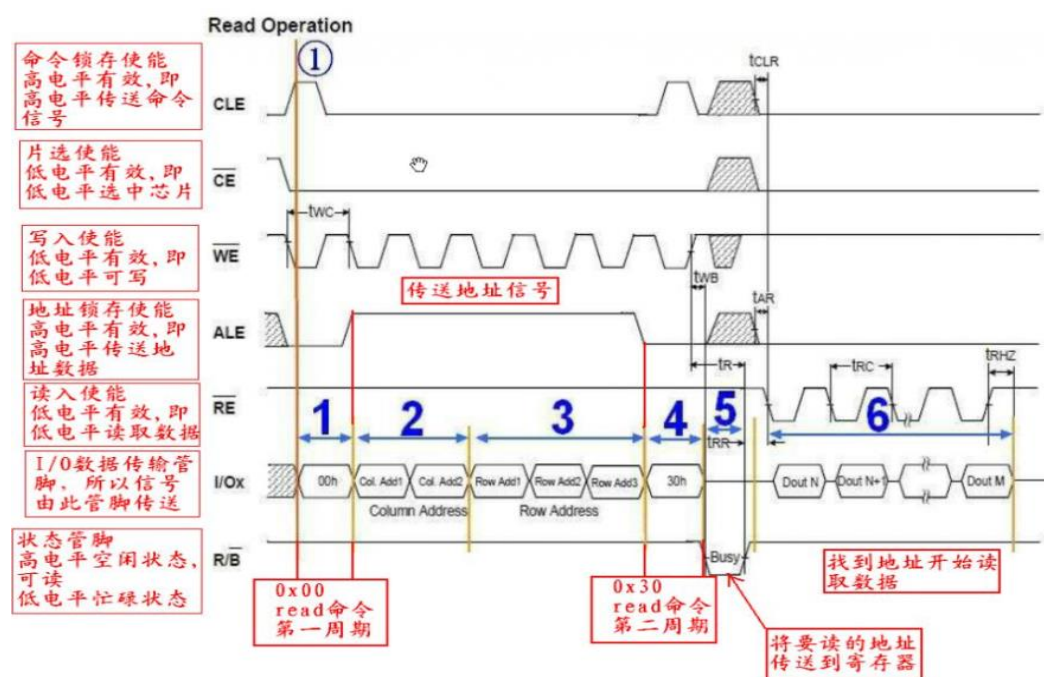 Read Operation
①
命令锁存使能
高电平有效,即
高电平传送命令
信号
CLE
tCLR
片选使能
低电平有效,即
低电平选中芯片
CE
tWC
写入使能
低电平有效,即
低电平可写
WE
传送地址信号
tWB
地址锁存使能
高电平有效,即
高电平传送地
址数据
ALE
tAR
tR
tRC
tRHZ
读入使能
低电平有效,即
低电平读取数据
RE
1
2
3
4
5
6
tRR
I/O数据传输管
脚, 所以信号
由此管脚传送
I/Ox
00h
Col. Add1
Col. Add2
Row Add1
Row Add2
Row Add3
30h
Dout N
Dout N+1
Dout M
Column Address
Row Address
状态管脚
高电平空闲状态,
可读
低电平忙碌状态
R/B
Busy
找到地址开始读
取数据
0x00
read命令
第一周期
0x30
read命令
第二周期
将要读的地址
传送到寄存器